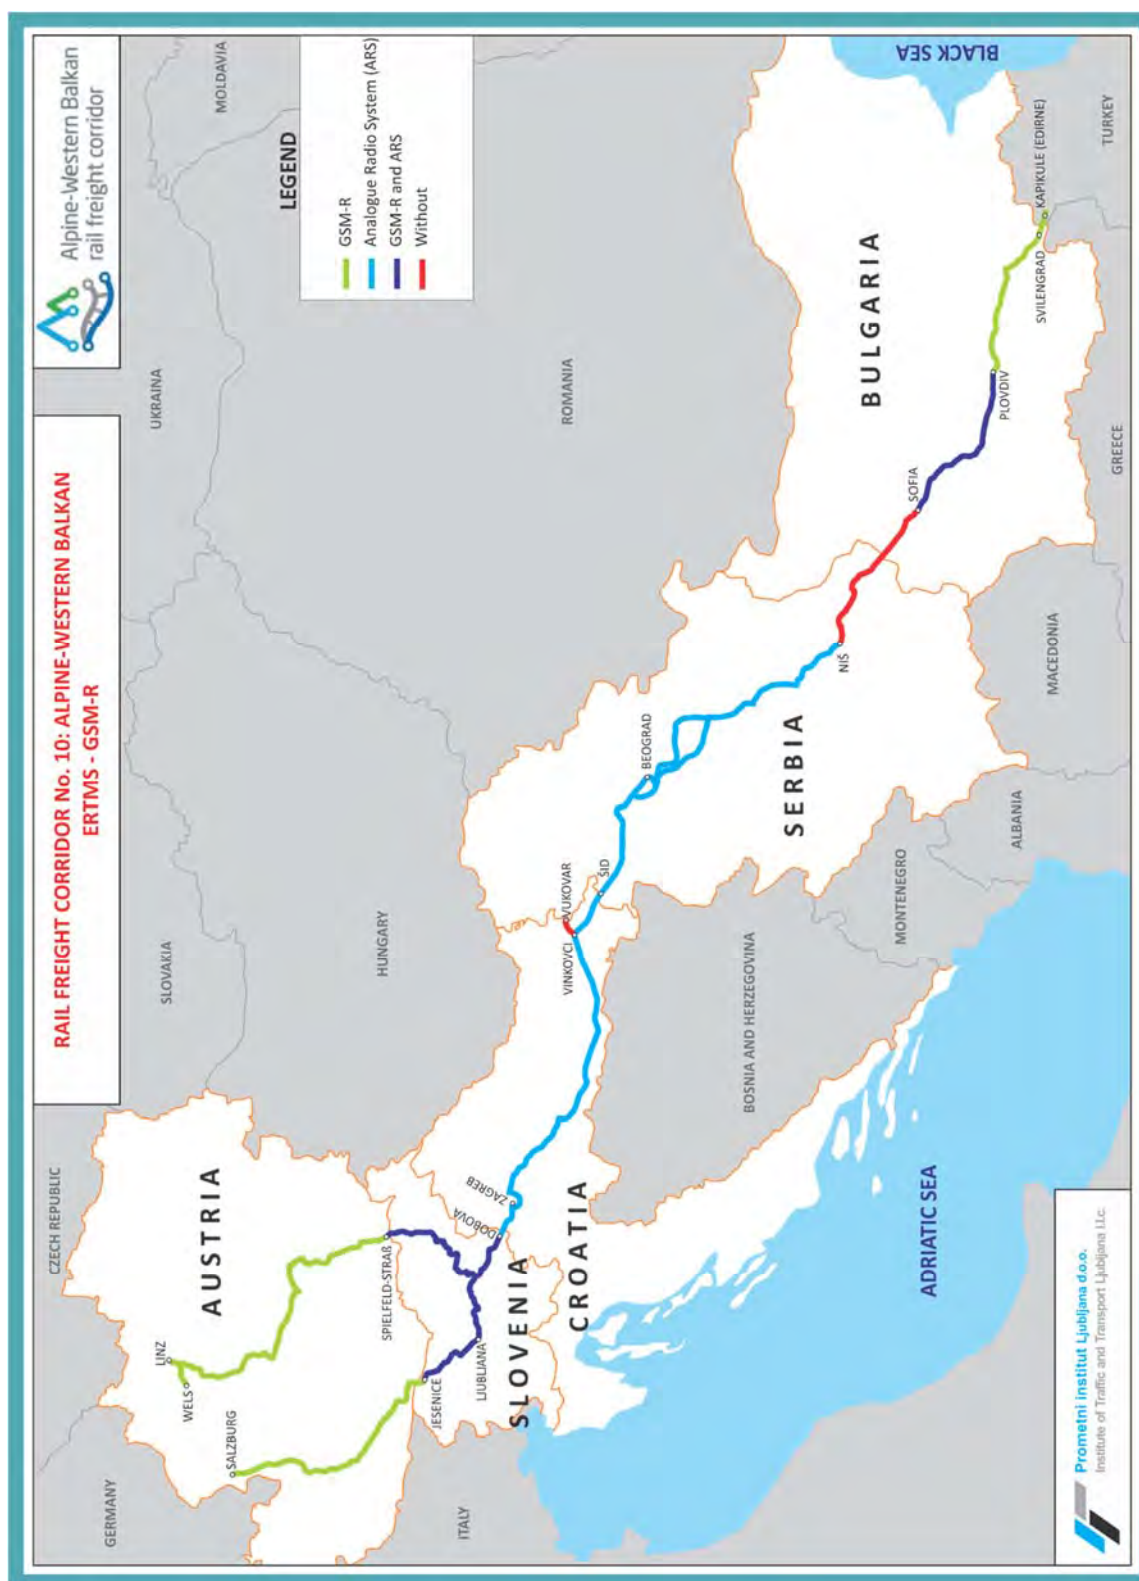 RAIL FREIGHT CORRIDOR No. 10: ALPINE-WESTERN BALKAN
ERTMS - GSM-R
Alpine-Western Balkan
rail freight corridor
LEGEND
GSM-R
Analogue Radio System (ARS)
GSM-R and ARS
Without
GERMANY
CZECH REPUBLIC
SLOVAKIA
UKRAINA
MOLDAVIA
LINZ
WELS
SALZBURG
AUSTRIA
HUNGARY
ROMANIA
SPIELFELD-STRAß
JESENICE
LJUBLJANA
DOBOVA
ZAGREB
ITALY
SLOVENIA
CROATIA
VINKOVCI
VUKOVAR
ŠID
BEOGRAD
SERBIA
NIŠ
SOFIA
BULGARIA
PLOVDIV
SVILENGRAD
KAPIKULE (EDIRNE)
BLACK SEA
TURKEY
GREECE
MACEDONIA
ALBANIA
MONTENEGRO
BOSNIA AND HERZEGOVINA
ADRIATIC SEA
Prometni institut Ljubljana d.o.o.
Institute of Traffic and Transport Ljubljana l.l.c.